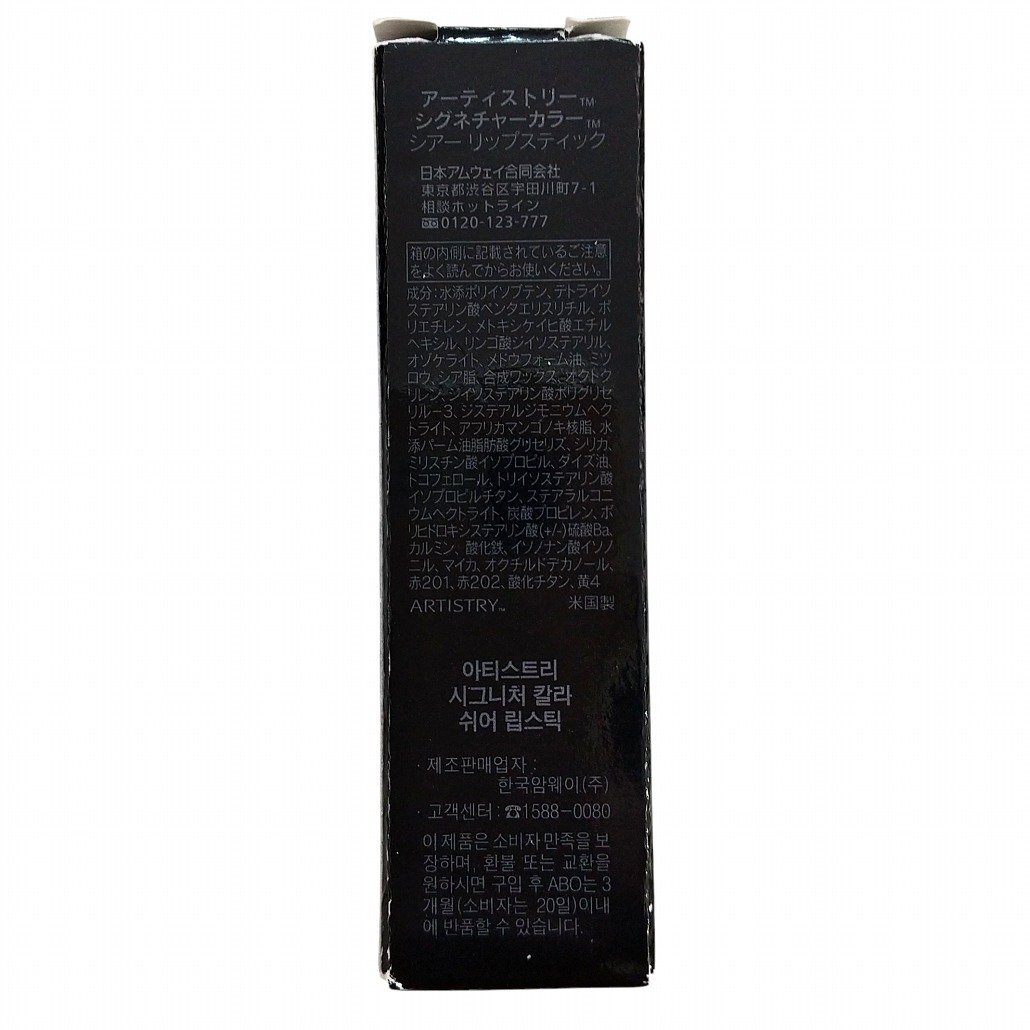 アーティストリー™
シグネチャーカラー™
シアー リップスティック
日本アムウェイ合同会社
東京都渋谷区宇田川町7-1
相談ホットライン
0120-123-777
箱の内側に記載されているご注意
をよく読んでからお使いください。
成分：水添ポリイソブテン、デトライソ
ステアリン酸ペンタエリスリチル、ポ
リエチレン、メトキシケイヒ酸エチル
ヘキシル、リンゴ酸ジイソステアリル、
オゾケライト、メドウフォーム油、ミツ
ロウ、シア脂、合成ワックス、オクトク
リレン、ジイソステアリン酸ポリグリセ
リル-3、ジステアルジモニウムヘクト
ライト、アフリカマンゴノキ核脂、水
添パーム油脂肪酸グリセリズ、シリカ、
ミリスチン酸イソプロピル、ダイズ油、
トコフェロール、トリイソステアリン酸
イソプロピルチタン、ステアラルコニ
ウムヘクトライト、炭酸プロピレン、ポ
リヒドロキシステアリン酸(+/-)硫酸Ba、
カルミン、酸化鉄、イソノナン酸イソノ
ニル、マイカ、オクチルドデカノール、
赤201、赤202、酸化チタン、黄4
ARTISTRY™ 米国製
아티스트리
시그니처 칼라
쉬어 립스틱
· 제조판매업자 :
한국암웨이(주)
· 고객센터 : ☎1588-0080
이 제품은 소비자 만족을 보
장하며, 환불 또는 교환을
원하시면 구입 후 ABO는 3
개월(소비자는 20일)이내
에 반품할 수 있습니다.